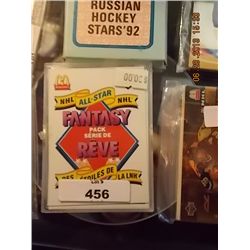 RUSSIAN
HOCKEY
STARS'92
NHL ALL-STAR NHL
FANTASY
PACK
SÉRIE DE
RÊVE
DES ÉTOILES DE LA LNH
Lot #
456